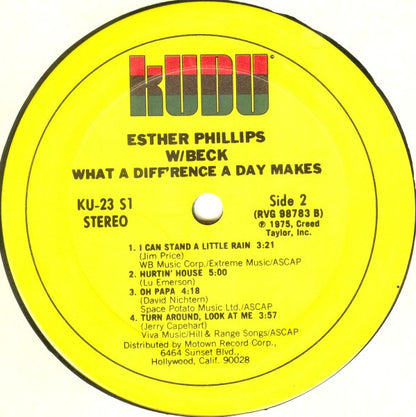 kUDU
ESTHER PHILLIPS
W/BECK
WHAT A DIFF'RENCE A DAY MAKES
KU-23 S1
STEREO
Side 2
(RVG 98783 B)
℗ 1975, Creed
Taylor, Inc.
1. I CAN STAND A LITTLE RAIN 3:21
(Jim Price)
WB Music Corp./Extreme Music/ASCAP
2. HURTIN' HOUSE 5:00
(Lu Emerson)
3. OH PAPA 4:18
(David Nichtern)
Space Potato Music Ltd./ASCAP
4. TURN AROUND, LOOK AT ME 3:57
(Jerry Capehart)
Viva Music/Hill & Range Songs/ASCAP
Distributed by Motown Record Corp.,
6464 Sunset Blvd.,
Hollywood, Calif. 90028